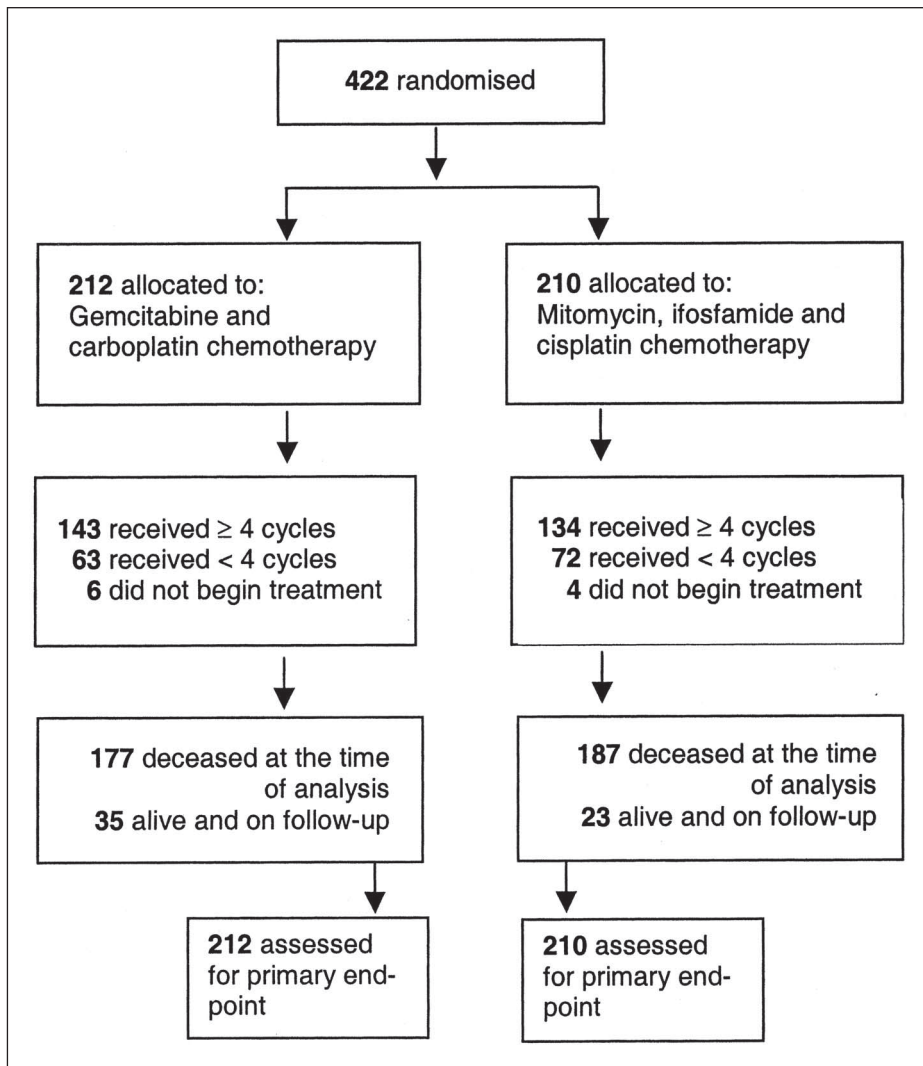 422 randomised
212 allocated to:
Gemcitabine and
carboplatin chemotherapy
210 allocated to:
Mitomycin, ifosfamide and
cisplatin chemotherapy
143 received ≥ 4 cycles
63 received < 4 cycles
6 did not begin treatment
134 received ≥ 4 cycles
72 received < 4 cycles
4 did not begin treatment
177 deceased at the time
of analysis
35 alive and on follow-up
187 deceased at the time
of analysis
23 alive and on follow-up
212 assessed
for primary end-
point
210 assessed
for primary end-
point